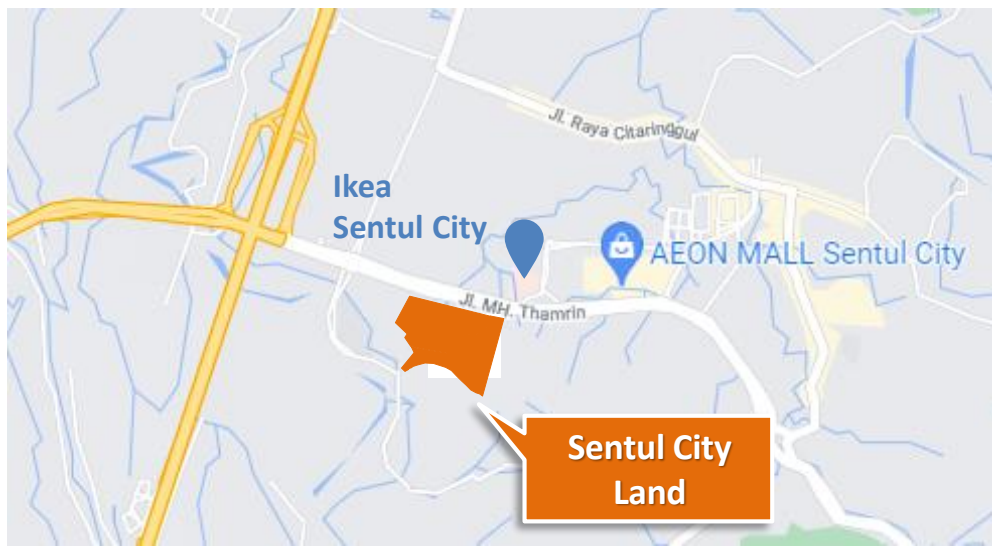 Jl. Raya Citaringgul
Ikea
Sentul City
AEON MALL Sentul City
Jl. MH. Thamrin
Sentul City
Land